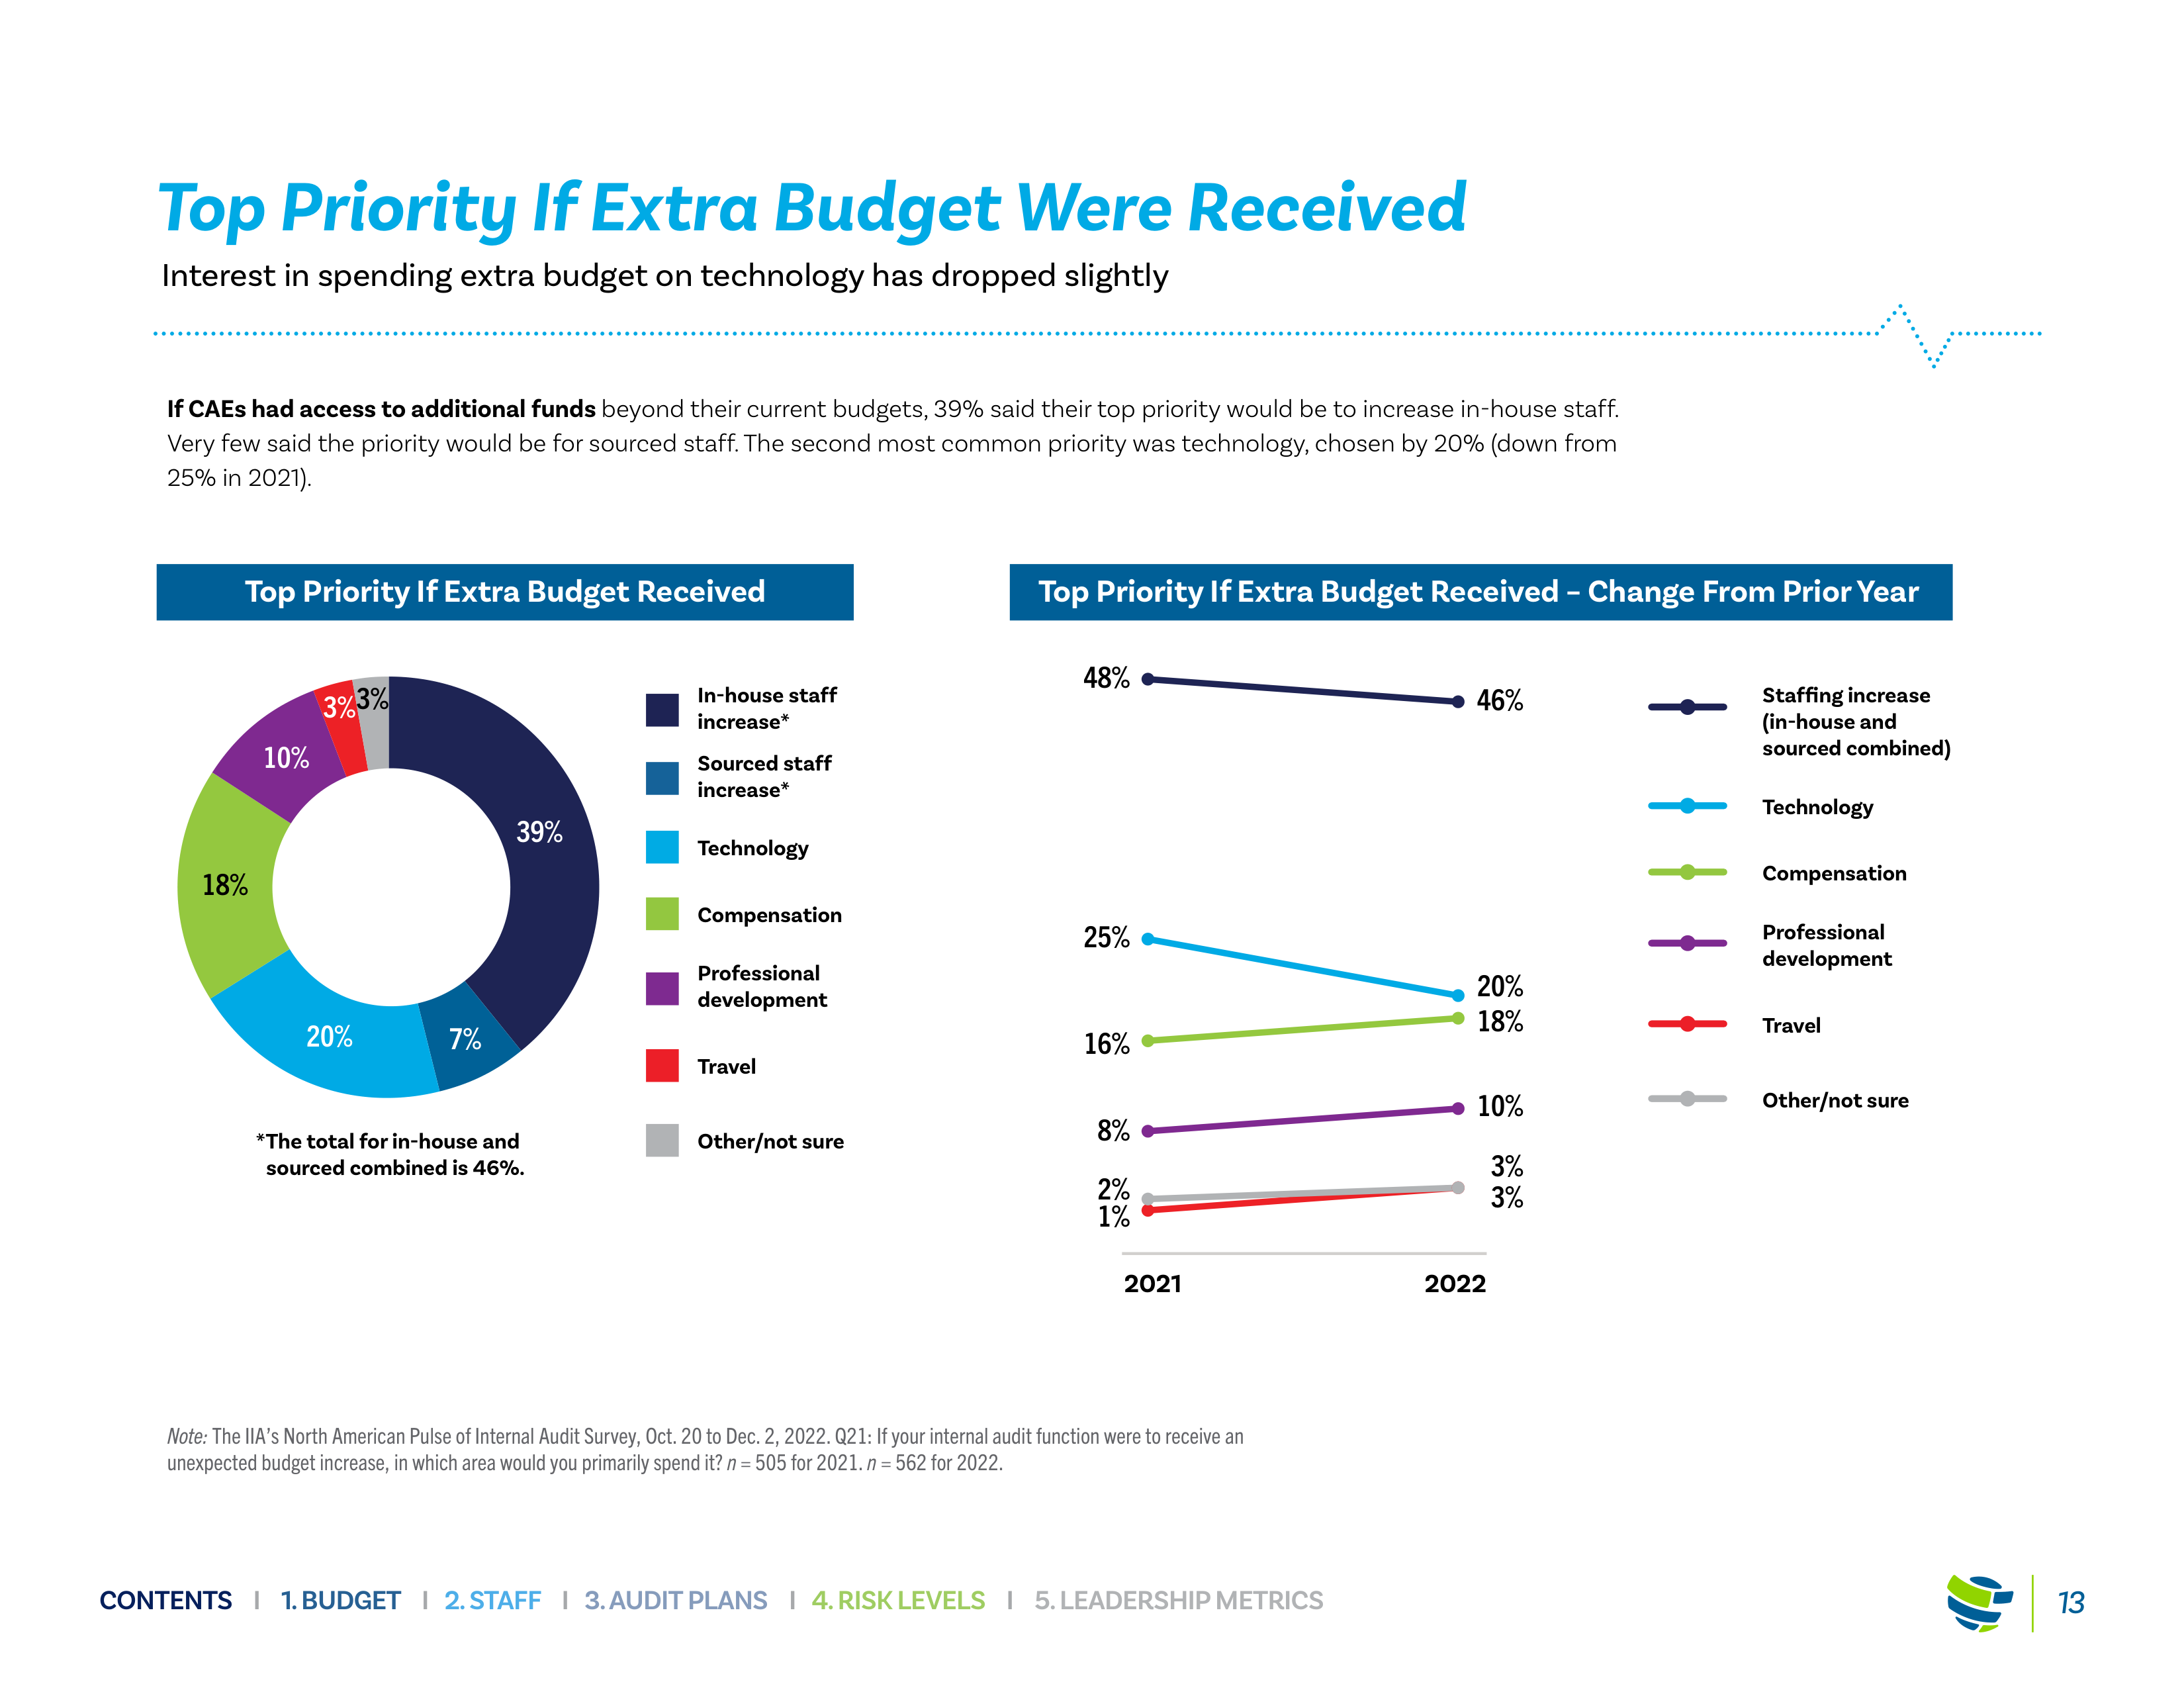 Top Priority If Extra Budget Were Received
Interest in spending extra budget on technology has dropped slightly
If CAEs had access to additional funds beyond their current budgets, 39% said their top priority would be to increase in-house staff.
Very few said the priority would be for sourced staff. The second most common priority was technology, chosen by 20% (down from
25% in 2021).
Top Priority If Extra Budget Received
3%
3%
10%
39%
18%
20%
7%
In-house staff
increase*
Sourced staff
increase*
Technology
Compensation
Professional
development
Travel
Other/not sure
*The total for in-house and
sourced combined is 46%.
Top Priority If Extra Budget Received – Change From Prior Year
48%
46%
25%
20%
16%
18%
8%
10%
2%
1%
3%
3%
2021
2022
Staffing increase
(in-house and
sourced combined)
Technology
Compensation
Professional
development
Travel
Other/not sure
Note: The IIA's North American Pulse of Internal Audit Survey, Oct. 20 to Dec. 2, 2022. Q21: If your internal audit function were to receive an
unexpected budget increase, in which area would you primarily spend it? n = 505 for 2021. n = 562 for 2022.
CONTENTS | 1. BUDGET | 2. STAFF | 3. AUDIT PLANS | 4. RISK LEVELS | 5. LEADERSHIP METRICS
13